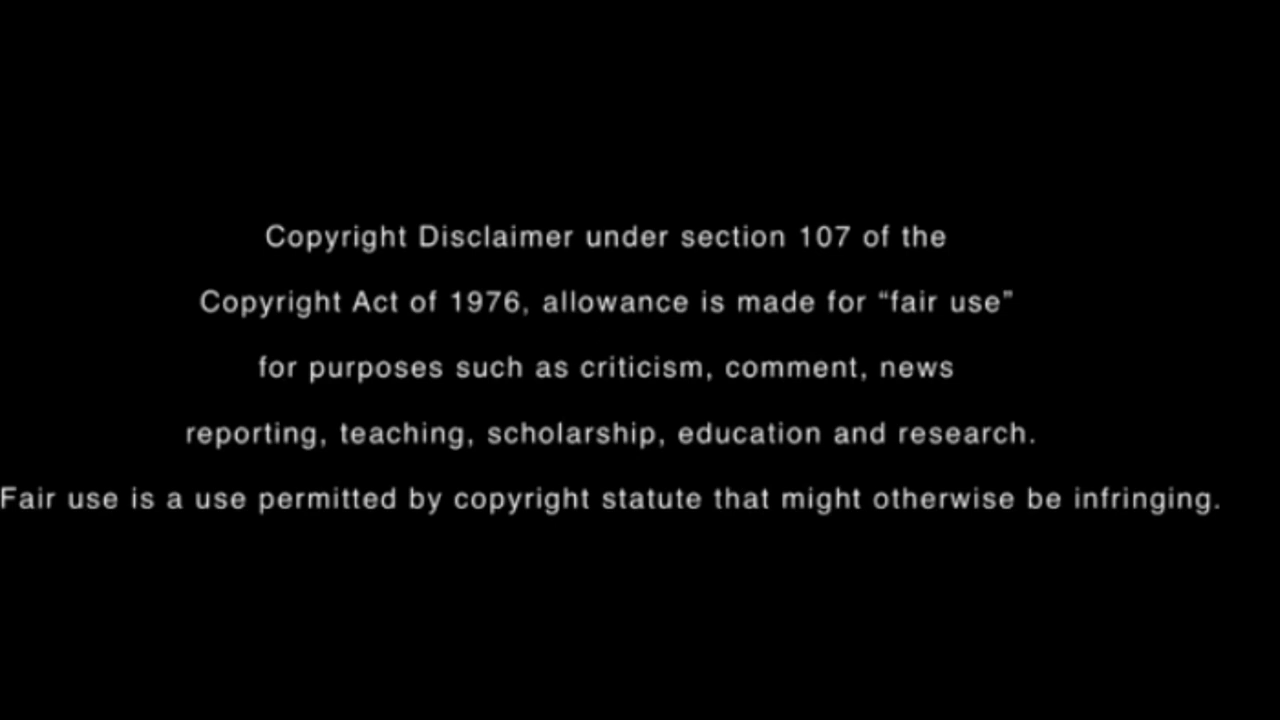 Copyright Disclaimer under section 107 of the
Copyright Act of 1976, allowance is made for “fair use”
for purposes such as criticism, comment, news
reporting, teaching, scholarship, education and research.
Fair use is a use permitted by copyright statute that might otherwise be infringing.